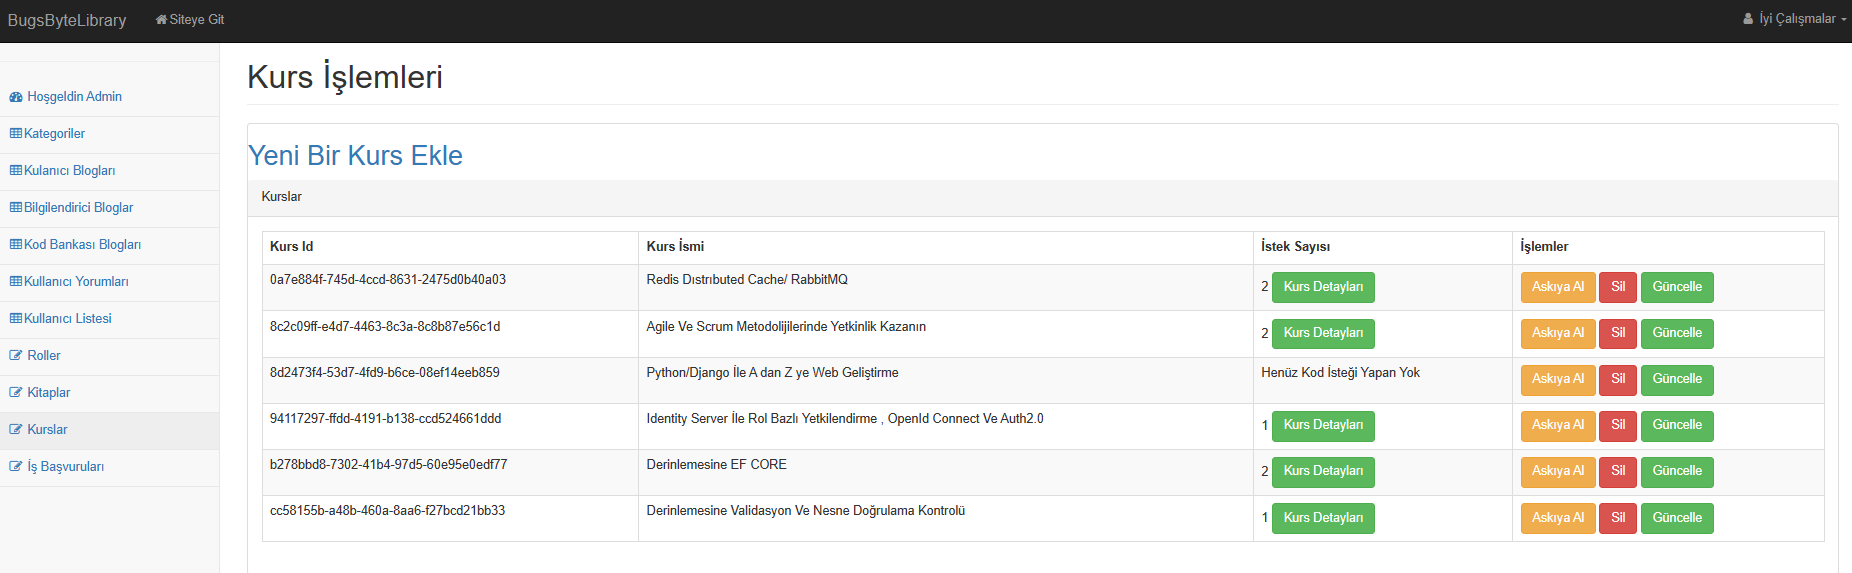 BugsByteLibrary Siteye Git İyi Çalışmalar
Hoşgeldin Admin
Kategoriler
Kulanıcı Blogları
Bilgilendirici Bloglar
Kod Bankası Blogları
Kullanıcı Yorumları
Kullanıcı Listesi
Roller
Kitaplar
Kurslar
İş Başvuruları
Kurs İşlemleri
Yeni Bir Kurs Ekle
Kurslar
Kurs Id Kurs İsmi İstek Sayısı İşlemler
0a7e884f-745d-4ccd-8631-2475d0b40a03 Redis Dıstrıbuted Cache/ RabbitMQ 2 Kurs Detayları Askıya Al Sil Güncelle
8c2c09ff-e4d7-4463-8c3a-8c8b87e56c1d Agile Ve Scrum Metodolijilerinde Yetkinlik Kazanın 2 Kurs Detayları Askıya Al Sil Güncelle
8d2473f4-53d7-4fd9-b6ce-08ef14eeb859 Python/Django İle A dan Z ye Web Geliştirme Henüz Kod İsteği Yapan Yok Askıya Al Sil Güncelle
94117297-ffdd-4191-b138-ccd524661ddd Identity Server İle Rol Bazlı Yetkilendirme , OpenId Connect Ve Auth2.0 1 Kurs Detayları Askıya Al Sil Güncelle
b278bbd8-7302-41b4-97d5-60e95e0edf77 Derinlemesine EF CORE 2 Kurs Detayları Askıya Al Sil Güncelle
cc58155b-a48b-460a-8aa6-f27bcd21bb33 Derinlemesine Validasyon Ve Nesne Doğrulama Kontrolü 1 Kurs Detayları Askıya Al Sil Güncelle